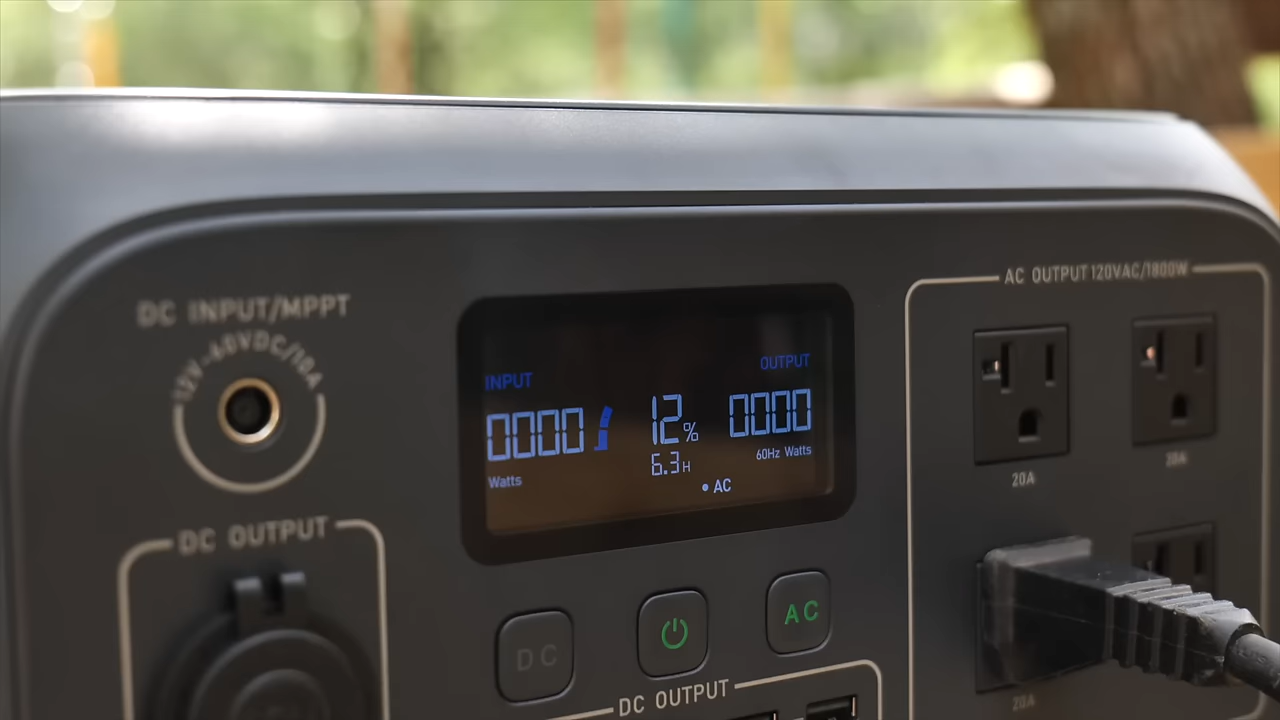 DC INPUT/MPPT
12V-60VDC/10A
INPUT
0000
Watts
12%
6.3H
OUTPUT
0000
60Hz Watts
• AC
AC OUTPUT 120VAC/1800W
20A
20A
20A
DC OUTPUT
DC
AC
DC OUTPUT